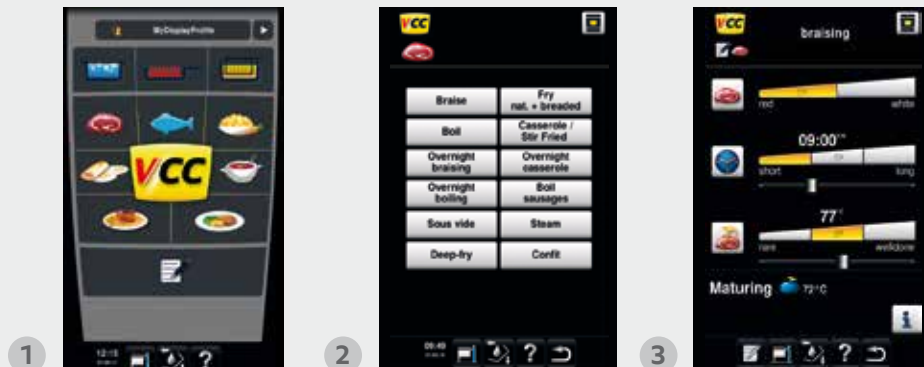 MyDisplayProfile
VCC
12:15
?
1
VCC
Braise
Fry
nat. + breaded
Boil
Casserole /
Stir Fried
Overnight
braising
Overnight
casserole
Overnight
boiling
Boil
sausages
Sous vide
Steam
Deep-fry
Confit
09:49
?
2
VCC
braising
red
white
09:00
short
long
77°
rare
welldone
Maturing
72°C
i
?
3